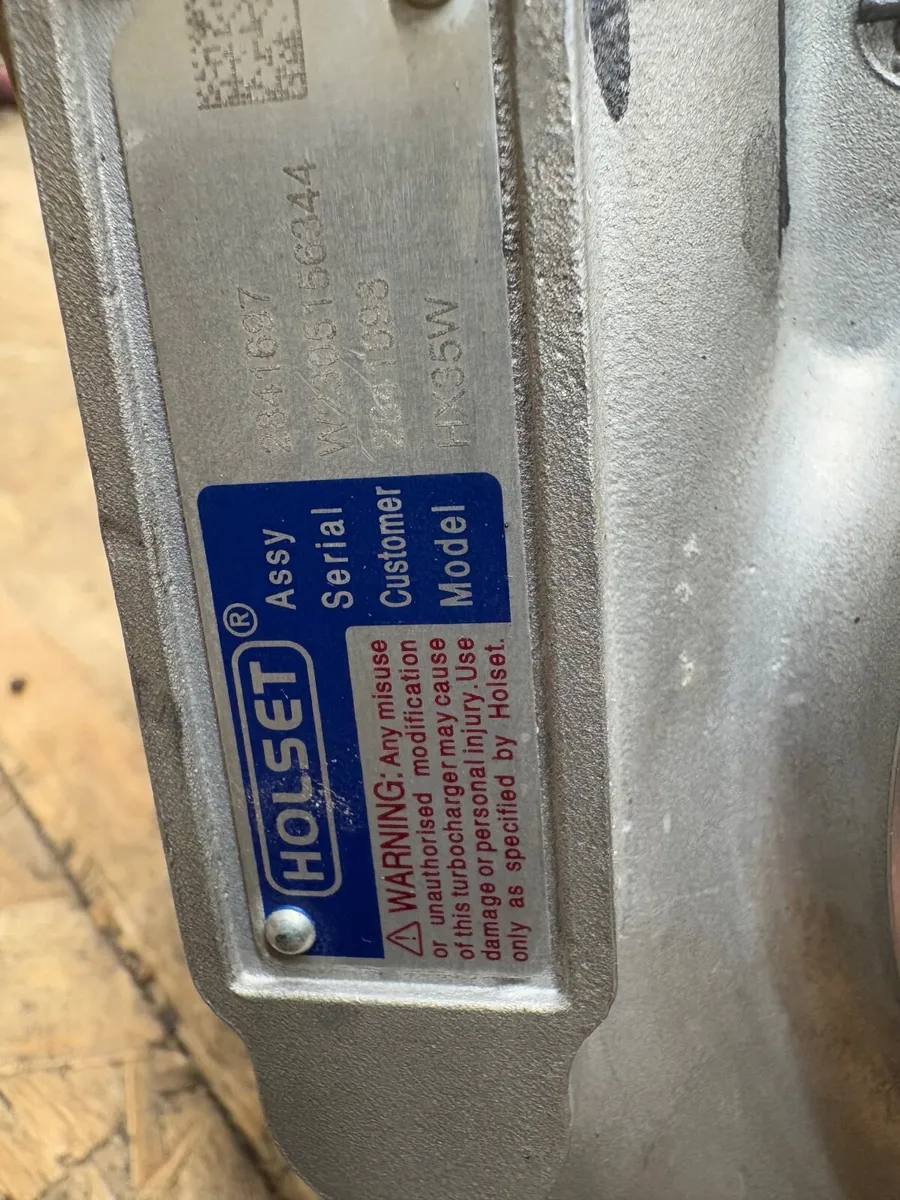 HOLSET®
Assy 2841697
Serial
Customer
Model HX35W
⚠ WARNING: Any misuse
or unauthorised modification
of this turbocharger may cause
damage or personal injury. Use
only as specified by Holset.